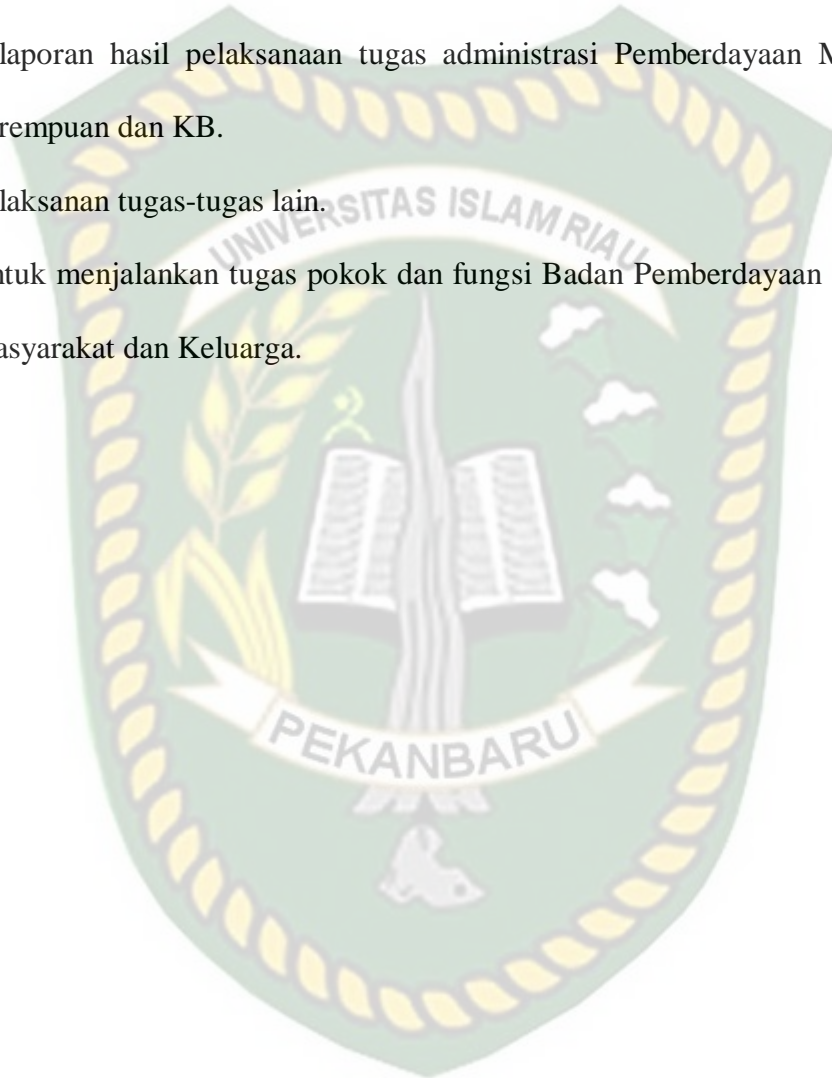 laporan hasil pelaksanaan tugas administrasi Pemberdayaan M
rempuan dan KB.
laksanan tugas-tugas lain.
UNIVERSITAS ISLAM RIAU
ntuk menjalankan tugas pokok dan fungsi Badan Pemberdayaan
asyarakat dan Keluarga.
PEKANBARU